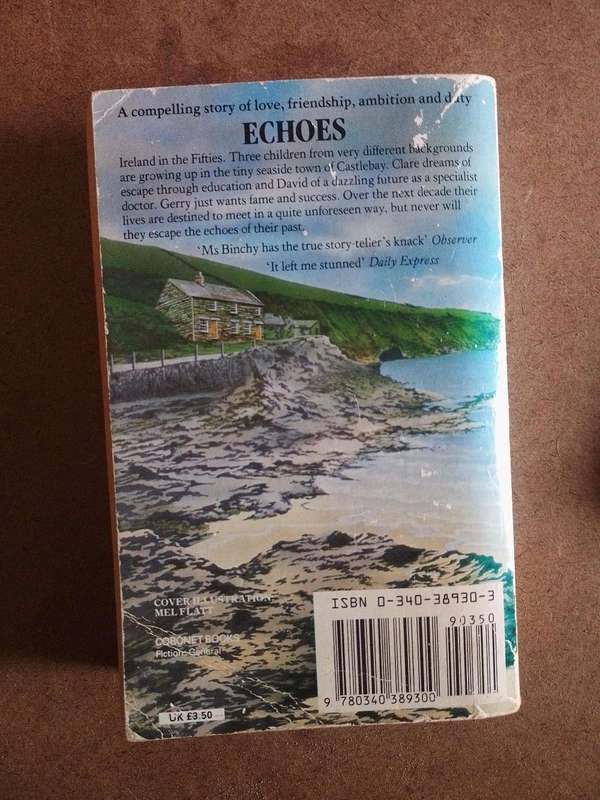 A compelling story of love, friendship, ambition and duty
ECHOES
Ireland in the Fifties. Three children from very different backgrounds
are growing up in the tiny seaside town of Castlebay. Clare dreams of
escape through education and David of a dazzling future as a specialist
doctor. Gerry just wants fame and success. Over the next decade their
lives are destined to meet in a quite unforeseen way, but never will
they escape the echoes of their past.
'Ms Binchy has the true story-teller's knack' Observer
'It left me stunned' Daily Express
COVER ILLUSTRATION:
MEL FLATT
CORONET BOOKS
Fiction: General
UK £3.50
ISBN 0-340-38930-3
90350
9 780340 389300